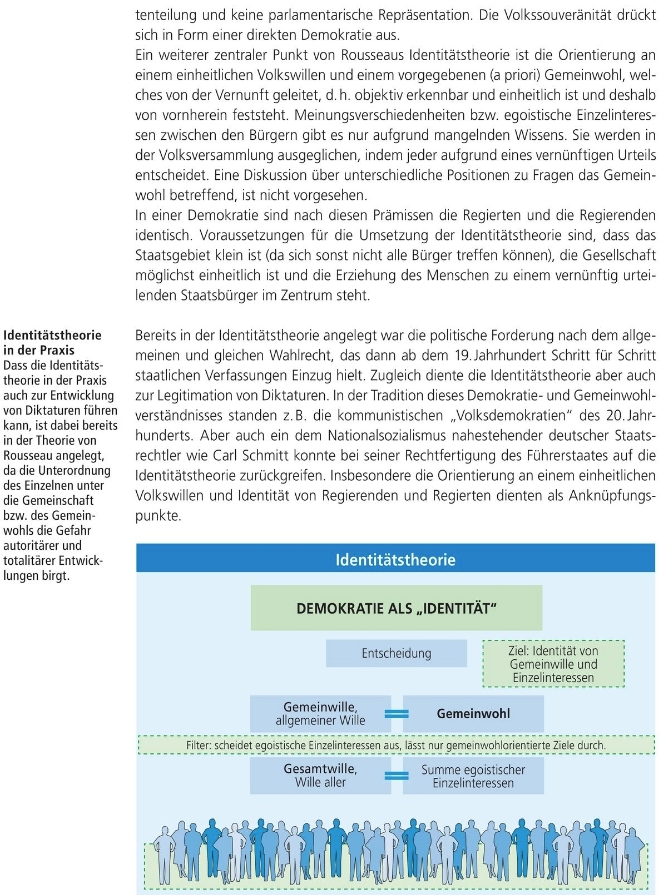 tenteilung und keine parlamentarische Repräsentation. Die Volkssouveränität drückt
sich in Form einer direkten Demokratie aus.
Ein weiterer zentraler Punkt von Rousseaus Identitätstheorie ist die Orientierung an
einem einheitlichen Volkswillen und einem vorgegebenen (a priori) Gemeinwohl, wel-
ches von der Vernunft geleitet, d. h. objektiv erkennbar und einheitlich ist und deshalb
von vornherein feststeht. Meinungsverschiedenheiten bzw. egoistische Einzelinteres-
sen zwischen den Bürgern gibt es nur aufgrund mangelnden Wissens. Sie werden in
der Volksversammlung ausgeglichen, indem jeder aufgrund eines vernünftigen Urteils
entscheidet. Eine Diskussion über unterschiedliche Positionen zu Fragen das Gemein-
wohl betreffend, ist nicht vorgesehen.
In einer Demokratie sind nach diesen Prämissen die Regierten und die Regierenden
identisch. Voraussetzungen für die Umsetzung der Identitätstheorie sind, dass das
Staatsgebiet klein ist (da sich sonst nicht alle Bürger treffen können), die Gesellschaft
möglichst einheitlich ist und die Erziehung des Menschen zu einem vernünftig urtei-
lenden Staatsbürger im Zentrum steht.
Identitätstheorie
in der Praxis
Dass die Identitäts-
theorie in der Praxis
auch zur Entwicklung
von Diktaturen führen
kann, ist dabei bereits
in der Theorie von
Rousseau angelegt,
da die Unterordnung
des Einzelnen unter
die Gemeinschaft
bzw. des Gemein-
wohls die Gefahr
autoritärer und
totalitärer Entwick-
lungen birgt.
Bereits in der Identitätstheorie angelegt war die politische Forderung nach dem allge-
meinen und gleichen Wahlrecht, das dann ab dem 19. Jahrhundert Schritt für Schritt
staatlichen Verfassungen Einzug hielt. Zugleich diente die Identitätstheorie aber auch
zur Legitimation von Diktaturen. In der Tradition dieses Demokratie- und Gemeinwohl-
verständnisses standen z. B. die kommunistischen „Volksdemokratien“ des 20. Jahr-
hunderts. Aber auch ein dem Nationalsozialismus nahestehender deutscher Staats-
rechtler wie Carl Schmitt konnte bei seiner Rechtfertigung des Führerstaates auf die
Identitätstheorie zurückgreifen. Insbesondere die Orientierung an einem einheitlichen
Volkswillen und Identität von Regierenden und Regierten dienten als Anknüpfungs-
punkte.
Identitätstheorie
DEMOKRATIE ALS „IDENTITÄT“
Entscheidung
Ziel: Identität von
Gemeinwille und
Einzelinteressen
Gemeinwille,
allgemeiner Wille
=
Gemeinwohl
Filter: scheidet egoistische Einzelinteressen aus, lässt nur gemeinwohlorientierte Ziele durch.
Gesamtwille,
Wille aller
=
Summe egoistischer
Einzelinteressen